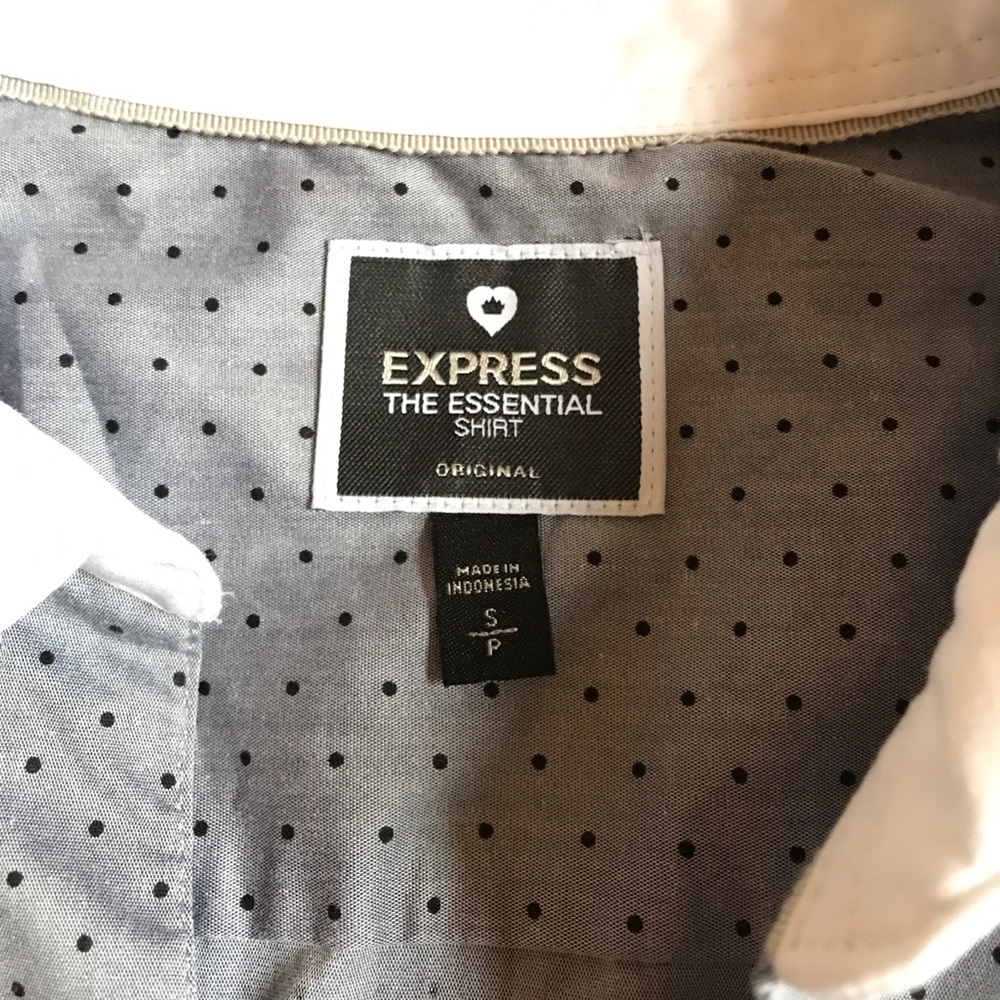 EXPRESS
THE ESSENTIAL
SHIRT
ORIGINAL
MADE IN
INDONESIA
S
P